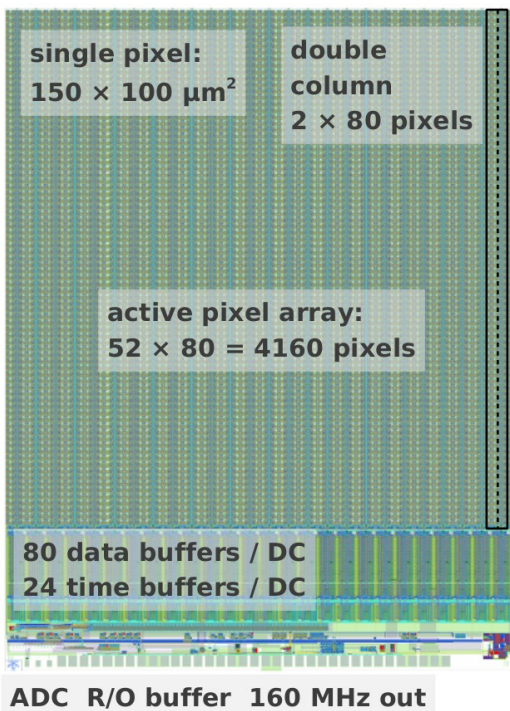 single pixel:
150 × 100 µm²
double
column
2 × 80 pixels
active pixel array:
52 × 80 = 4160 pixels
80 data buffers / DC
24 time buffers / DC
ADC R/O buffer 160 MHz out